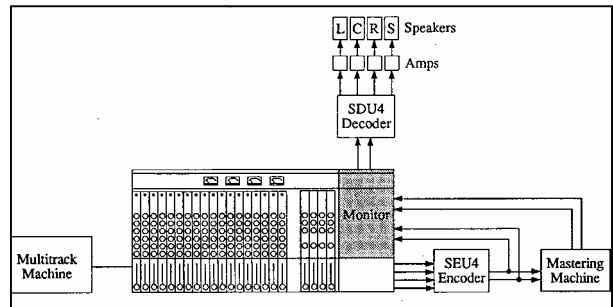 L C R S Speakers
Amps
SDU4
Decoder
Monitor
Multitrack
Machine
SEU4
Encoder
Mastering
Machine